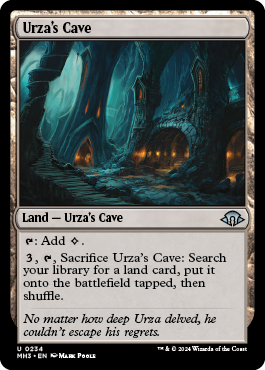 Urza's Cave
Land — Urza's Cave
: Add .
3, , Sacrifice Urza's Cave: Search
your library for a land card, put it
onto the battlefield tapped, then
shuffle.
No matter how deep Urza delved, he
couldn't escape his regrets.
U 0234
MH3 • EN Mark Poole
™ & © 2024 Wizards of the Coast